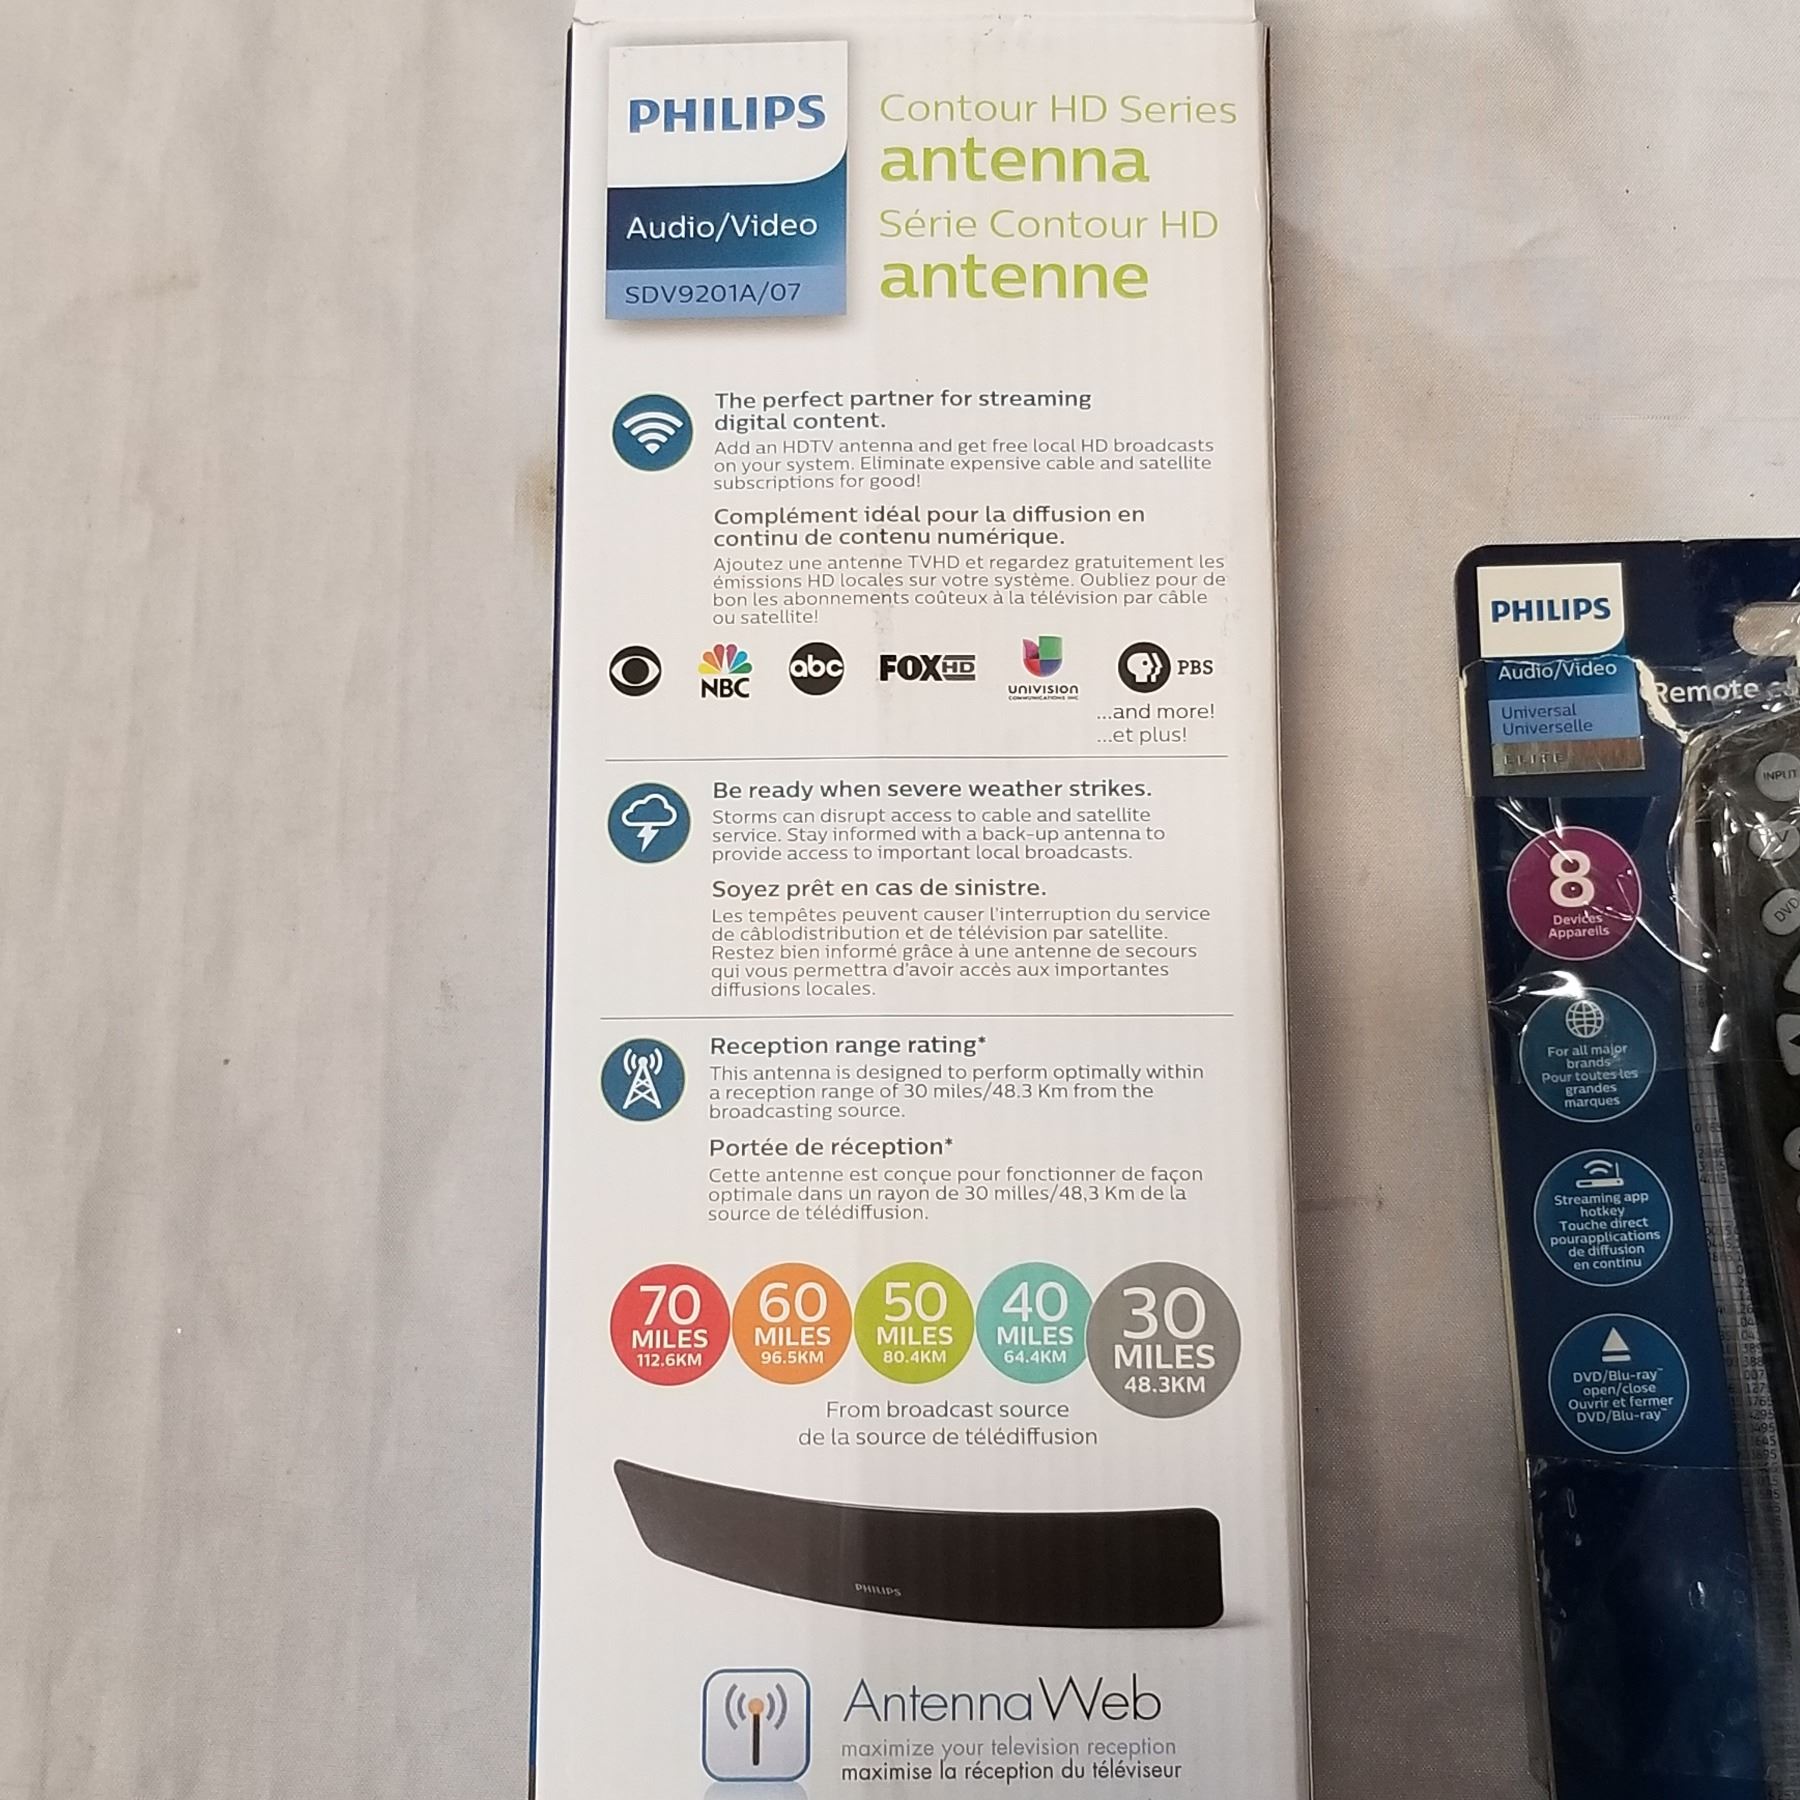 PHILIPS
Audio/Video
SDV9201A/07
Contour HD Series
antenna
Série Contour HD
antenne
The perfect partner for streaming
digital content.
Add an HDTV antenna and get free local HD broadcasts
on your system. Eliminate expensive cable and satellite
subscriptions for good!
Complément idéal pour la diffusion en
continu de contenu numérique.
Ajoutez une antenne TVHD et regardez gratuitement les
émissions HD locales sur votre système. Oubliez pour de
bon les abonnements coûteux à la télévision par câble
ou satellite!
NBC
abc
FOXHD
univision
COMMUNICATIONS INC
PBS
...and more!
...et plus!
Be ready when severe weather strikes.
Storms can disrupt access to cable and satellite
service. Stay informed with a back-up antenna to
provide access to important local broadcasts.
Soyez prêt en cas de sinistre.
Les tempêtes peuvent causer l'interruption du service
de câblodistribution et de télévision par satellite.
Restez bien informé grâce à une antenne de secours
qui vous permettra d'avoir accès aux importantes
diffusions locales.
Reception range rating*
This antenna is designed to perform optimally within
a reception range of 30 miles/48.3 Km from the
broadcasting source.
Portée de réception*
Cette antenne est conçue pour fonctionner de façon
optimale dans un rayon de 30 milles/48,3 Km de la
source de télédiffusion.
70
MILES
112.6KM
60
MILES
96.5KM
50
MILES
80.4KM
40
MILES
64.4KM
30
MILES
48.3KM
From broadcast source
de la source de télédiffusion
PHILIPS
AntennaWeb
maximize your television reception
maximise la réception du téléviseur
PHILIPS
Audio/Video
Universal
Universelle
ELITE
Remote
8
Devices
Appareils
For all major
brands
Pour toutes les
grandes
marques
Streaming app
hotkey
Touche direct
pourapplications
de diffusion
en continu
DVD/Blu-ray™
open/close
Ouvrir et fermer
DVD/Blu-ray™
INPUT
TV
DVD